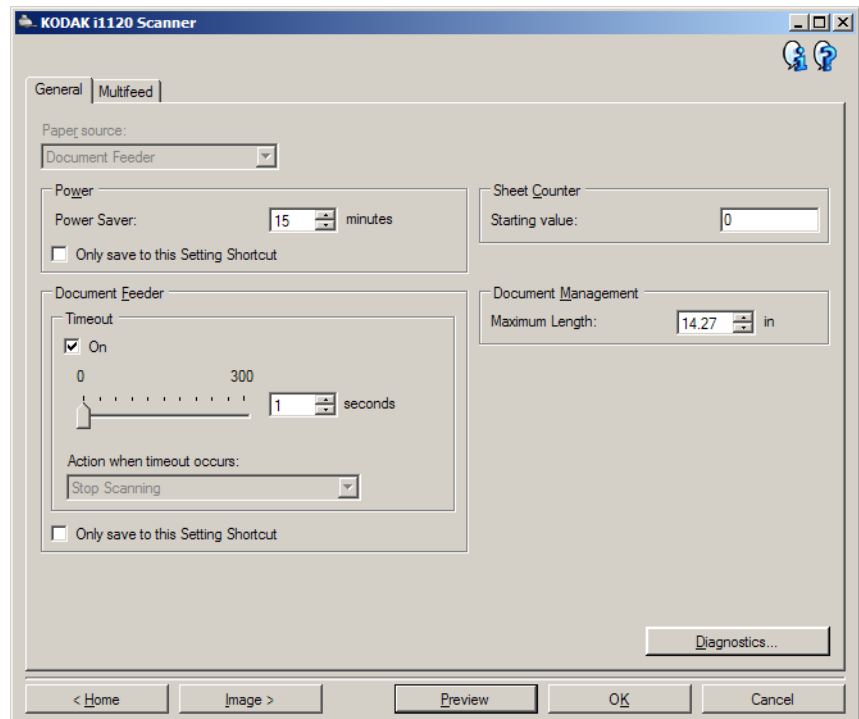 KODAK i1120 Scanner
General
Multifeed
Paper source:
Document Feeder
Power
Power Saver:
15
minutes
Only save to this Setting Shortcut
Sheet Counter
Starting value:
0
Document Feeder
Timeout
On
0
300
1
seconds
Action when timeout occurs:
Stop Scanning
Only save to this Setting Shortcut
Document Management
Maximum Length:
14.27
in
Diagnostics...
< Home
Image >
Preview
OK
Cancel